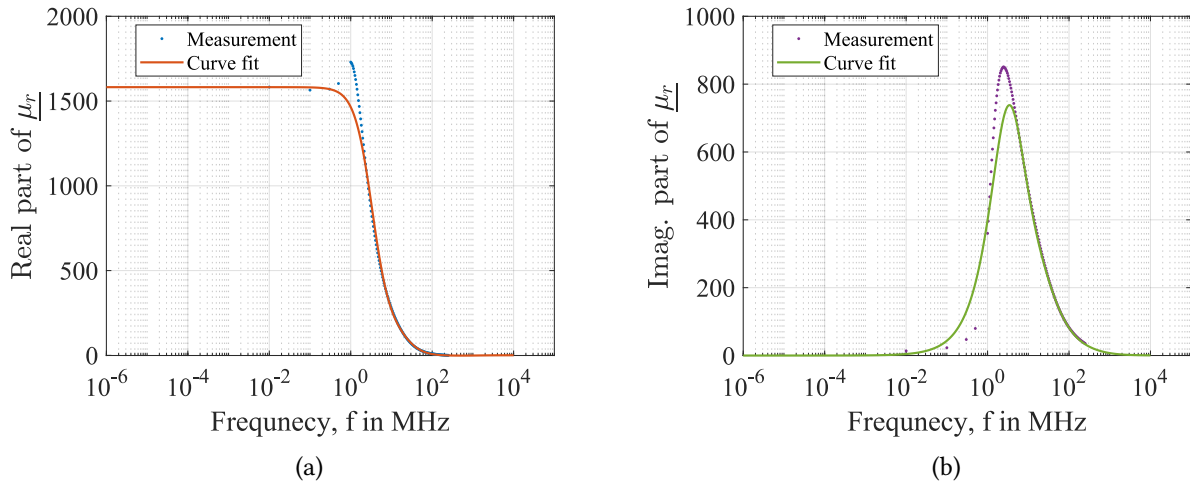 2000
1500
1000
500
0
Real part of μ_r
Measurement
Curve fit
10^-6
10^-4
10^-2
10^0
10^2
10^4
Frequnecy, f in MHz
(a)
1000
800
600
400
200
0
Imag. part of μ_r
Measurement
Curve fit
10^-6
10^-4
10^-2
10^0
10^2
10^4
Frequnecy, f in MHz
(b)